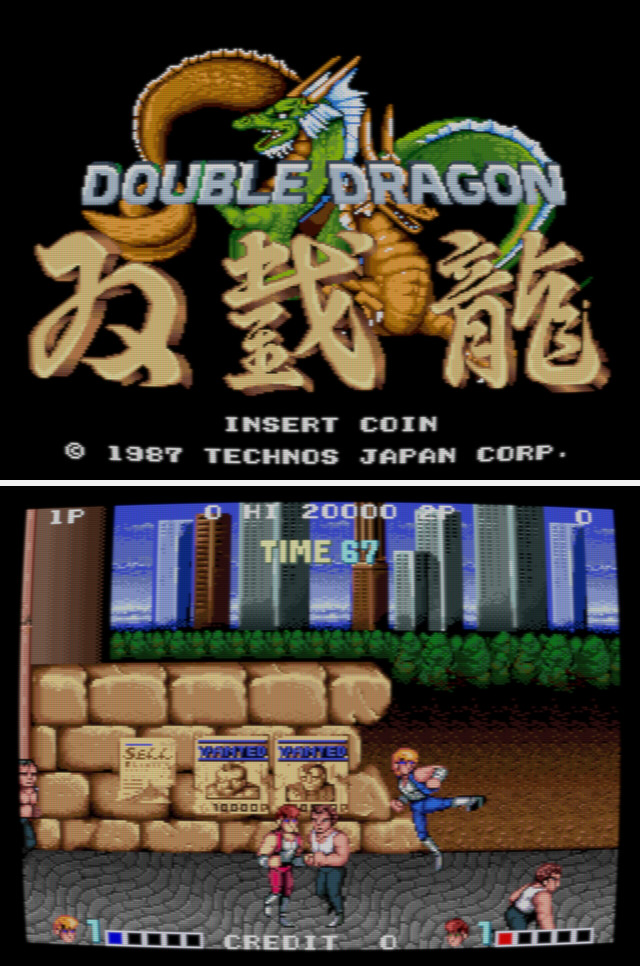 DOUBLE DRAGON
双截龍
INSERT COIN
© 1987 TECHNOS JAPAN CORP.
1P 0 HI 20000 2P 0
TIME 67
SELL
WANTED WANTED
10000P
1 CREDIT 0 1